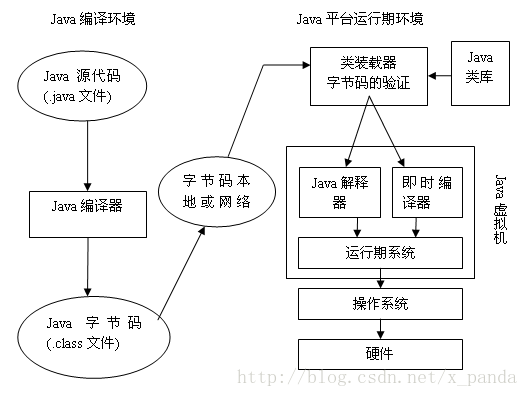 Java 编译环境
Java 平台运行期环境
Java 源代码
(.java 文件)
Java 编译器
Java 字节码
(.class 文件)
字节码本
地或网络
类装载器
字节码的验证
Java
类库
Java 解释
器
即时编
译器
运行期系统
Java 虚拟机
操作系统
硬件
http://blog.csdn.net/x_panda